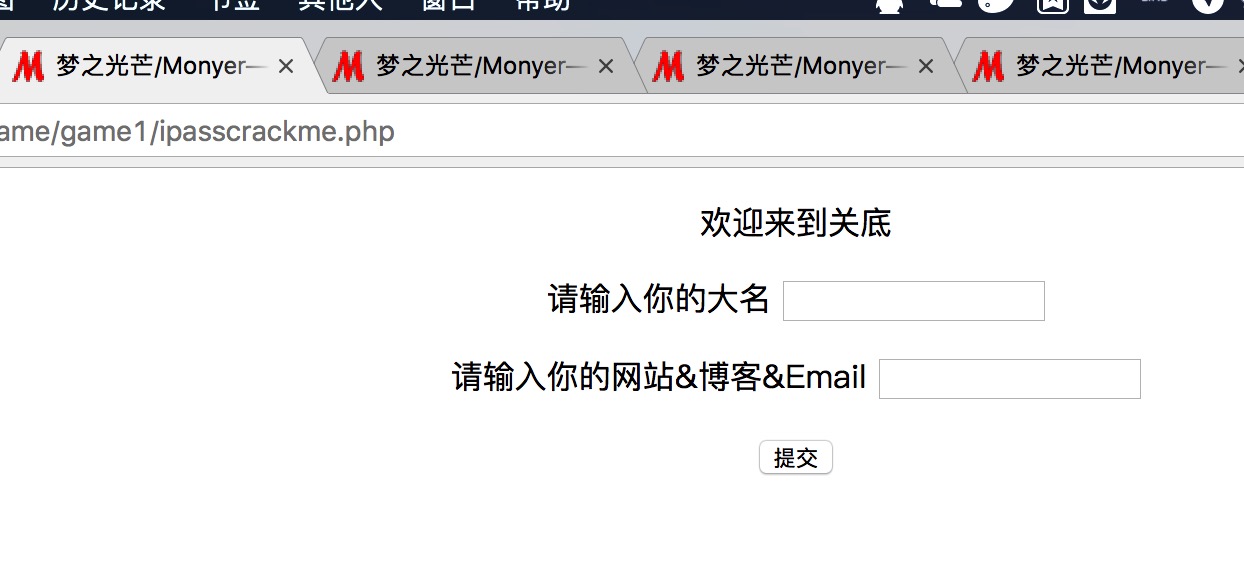 历史记录 书签 其他人 窗口 帮助
梦之光芒/Monyer— 梦之光芒/Monyer— 梦之光芒/Monyer— 梦之光芒/Monyer—
ame/game1/ipasscrackme.php
欢迎来到关底
请输入你的大名
请输入你的网站&博客&Email
提交